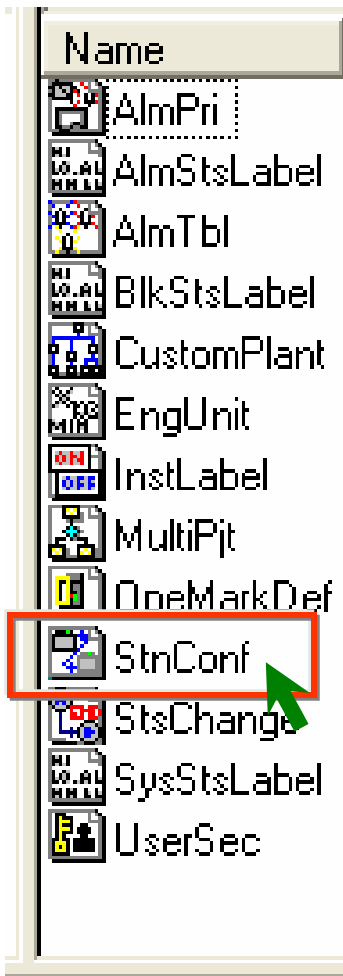 Name
AlmPri
AlmStsLabel
AlmTbl
BlkStsLabel
CustomPlant
EngUnit
InstLabel
MultiPjt
OpeMarkDef
StnConf
StsChange
SysStsLabel
UserSec